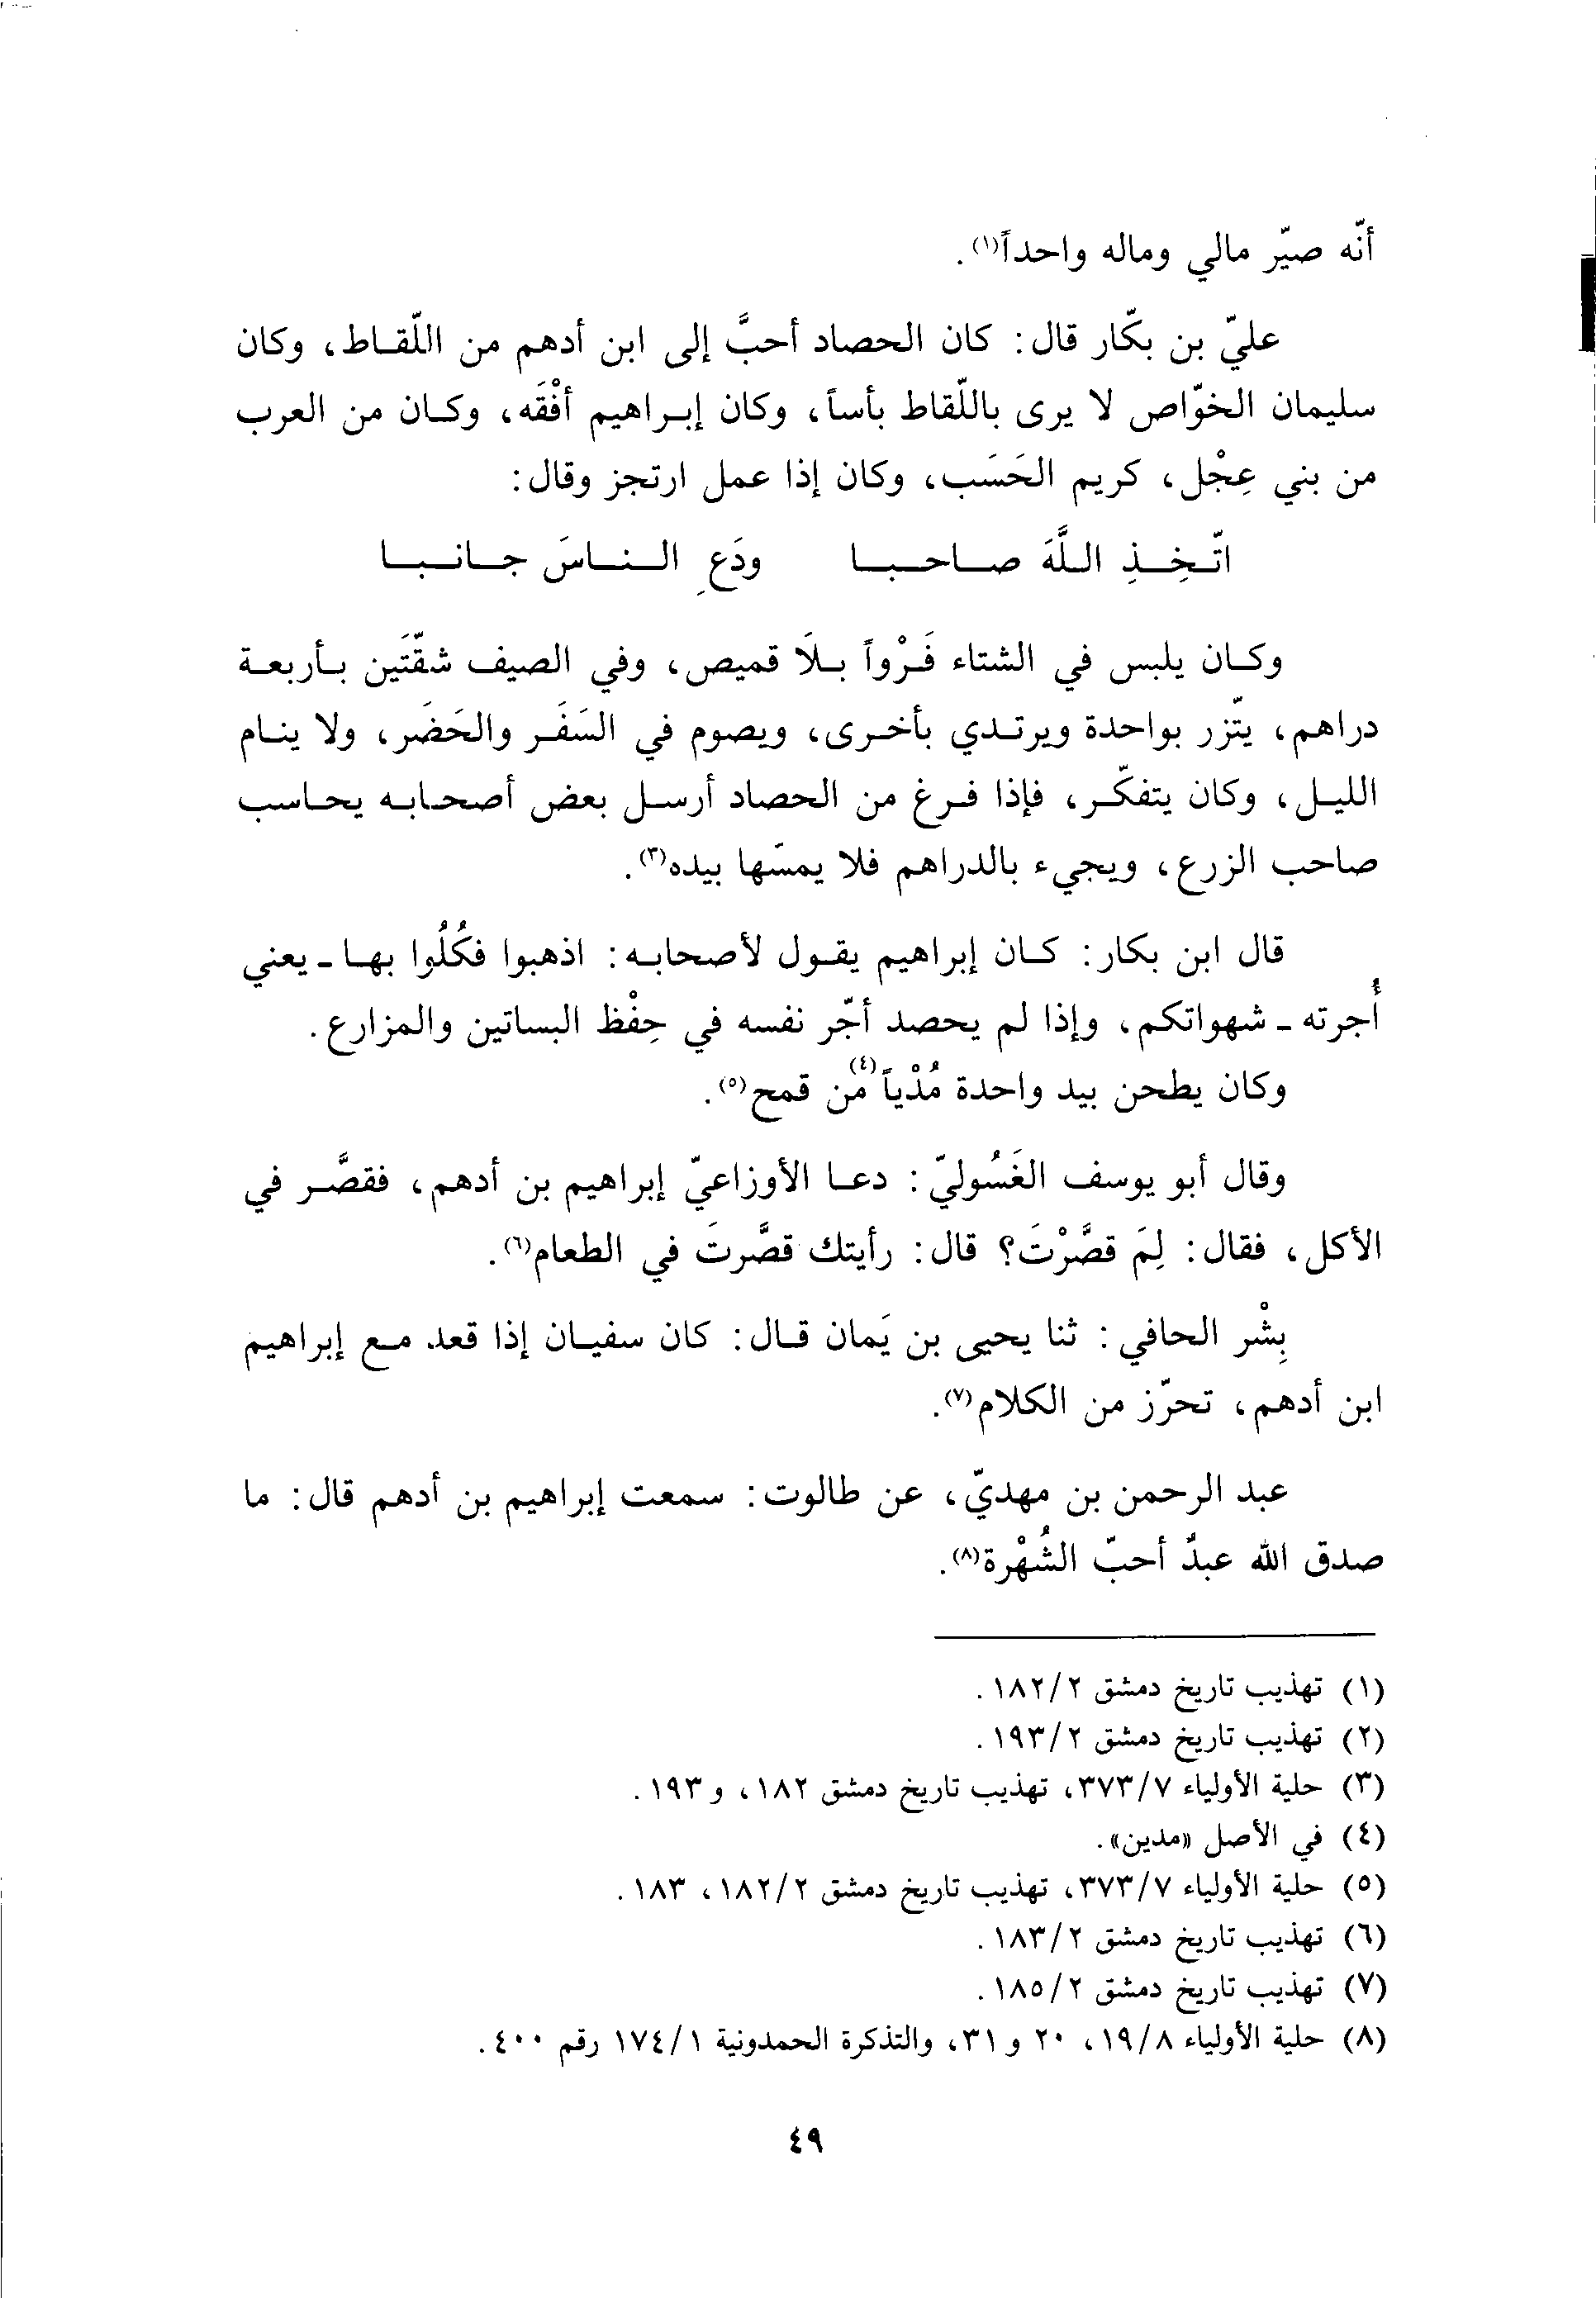 أنّه صيّر مالي وماله واحداً(١).
عليّ بن بكّار قال: كان الحصاد أحبَّ إلى ابن أدهم من اللّقاط، وكان
سليمان الخوّاص لا يرى باللّقاط بأساً، وكان إبراهيم أفْقَه، وكان من العرب
من بني عِجْل، كريم الحَسَب، وكان إذا عمل ارتجز وقال:
اتّخِذِ اللَّهَ صاحبا ودَعِ الناسَ جانبا
وكان يلبس في الشتاء فَرْواً بلَا قميص، وفي الصيف شقّتَين بأربعة
دراهم، يتّزر بواحدة ويرتدي بأخرى، ويصوم في السَفَر والحَضَر، ولا ينام
الليل، وكان يتفكّر، فإذا فرغ من الحصاد أرسل بعض أصحابه يحاسب
صاحب الزرع، ويجيء بالدراهم فلا يمسّها بيده(٣).
قال ابن بكار: كان إبراهيم يقول لأصحابه: اذهبوا فكُلُوا بها - يعني
أُجرته - شهواتكم، وإذا لم يحصد أجّر نفسه في حِفْظ البساتين والمزارع.
وكان يطحن بيد واحدة مُدْياً(٤) من قمح(٥).
وقال أبو يوسف الغَسُوليّ: دعا الأوزاعيّ إبراهيم بن أدهم، فقصَّر في
الأكل، فقال: لِمَ قصَّرْتَ؟ قال: رأيتك قصَّرتَ في الطعام(٦).
بِشْر الحافي: ثنا يحيى بن يَمان قال: كان سفيان إذا قعد مع إبراهيم
ابن أدهم، تحرّز من الكلام(٧).
عبد الرحمن بن مهديّ، عن طالوت: سمعت إبراهيم بن أدهم قال: ما
صدق الله عبدٌ أحبّ الشُهْرة(٨).
(١) تهذيب تاريخ دمشق ١٨٢/٢.
(٢) تهذيب تاريخ دمشق ١٩٣/٢.
(٣) حلية الأولياء ٣٧٣/٧، تهذيب تاريخ دمشق ١٨٢، و١٩٣.
(٤) في الأصل «مدين».
(٥) حلية الأولياء ٣٧٣/٧، تهذيب تاريخ دمشق ١٨٢/٢، ١٨٣.
(٦) تهذيب تاريخ دمشق ١٨٣/٢.
(٧) تهذيب تاريخ دمشق ١٨٥/٢.
(٨) حلية الأولياء ١٩/٨، ٢٠ و٣١، والتذكرة الحمدونية ١٧٤/١ رقم ٤٠٠.
٤٩